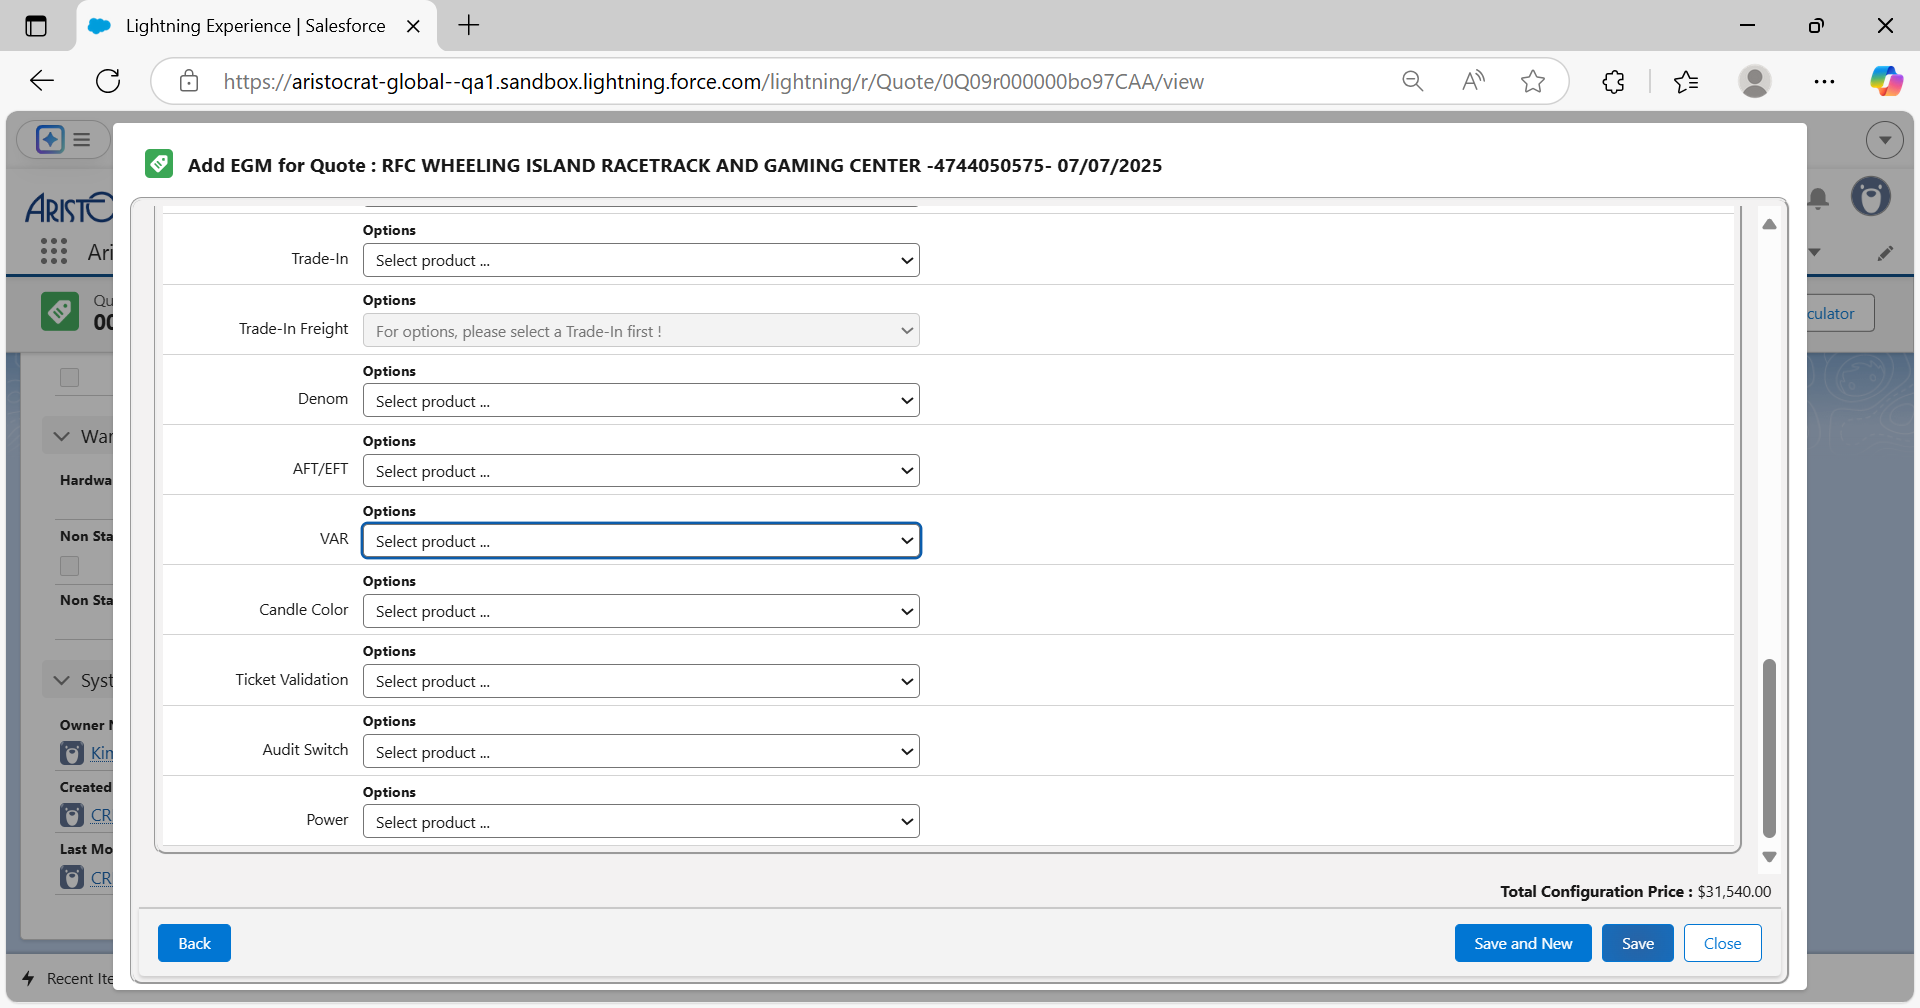 Lightning Experience | Salesforce
https://aristocrat-global--qa1.sandbox.lightning.force.com/lightning/r/Quote/0Q09r000000bo97CAA/view
Add EGM for Quote : RFC WHEELING ISLAND RACETRACK AND GAMING CENTER -4744050575- 07/07/2025
ARISTO
Ari
Qu
00
culator
Options
Trade-In
Select product ...
Options
Trade-In Freight
For options, please select a Trade-In first !
Options
Denom
Select product ...
Options
AFT/EFT
Select product ...
Options
VAR
Select product ...
Options
Candle Color
Select product ...
Options
Ticket Validation
Select product ...
Options
Audit Switch
Select product ...
Options
Power
Select product ...
War
Hardwa
Non Sta
Non Sta
Syst
Owner N
Kim
Created
CR
Last Mo
CR
Total Configuration Price : $31,540.00
Back
Save and New
Save
Close
Recent Ite